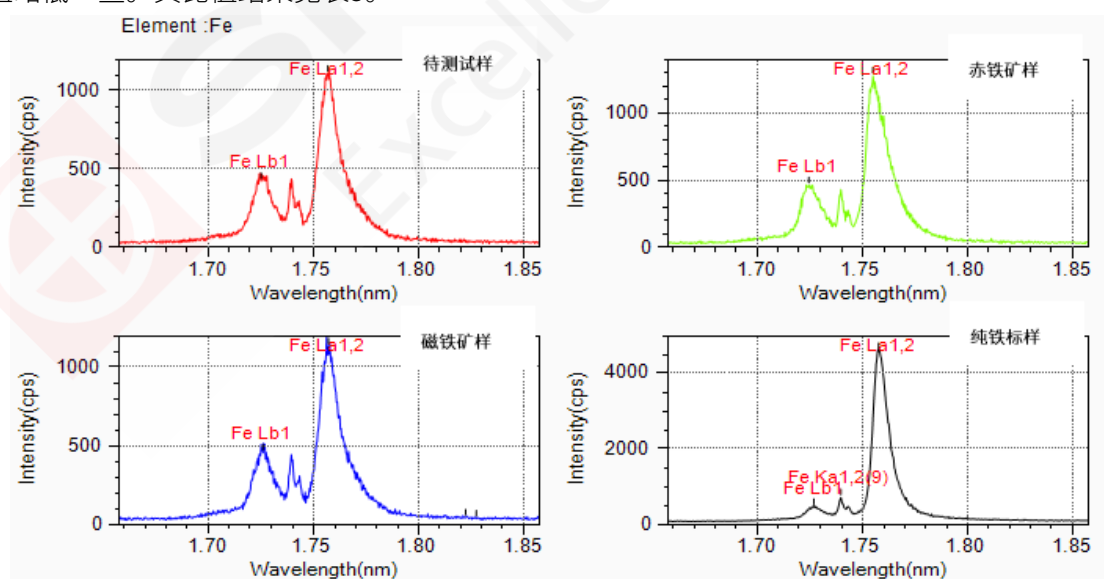 Element :Fe
待测试样
Fe La1,2
Fe Lb1
1000
500
0
1.70
1.75
1.80
1.85
Intensity(cps)
Wavelength(nm)
赤铁矿样
Fe La1,2
Fe Lb1
1000
500
0
1.70
1.75
1.80
1.85
Intensity(cps)
Wavelength(nm)
磁铁矿样
Fe La1,2
Fe Lb1
1000
500
0
1.70
1.75
1.80
1.85
Intensity(cps)
Wavelength(nm)
纯铁标样
Fe La1,2
Fe Ka1,2(9)
Fe Lb1
4000
2000
0
1.70
1.75
1.80
1.85
Intensity(cps)
Wavelength(nm)